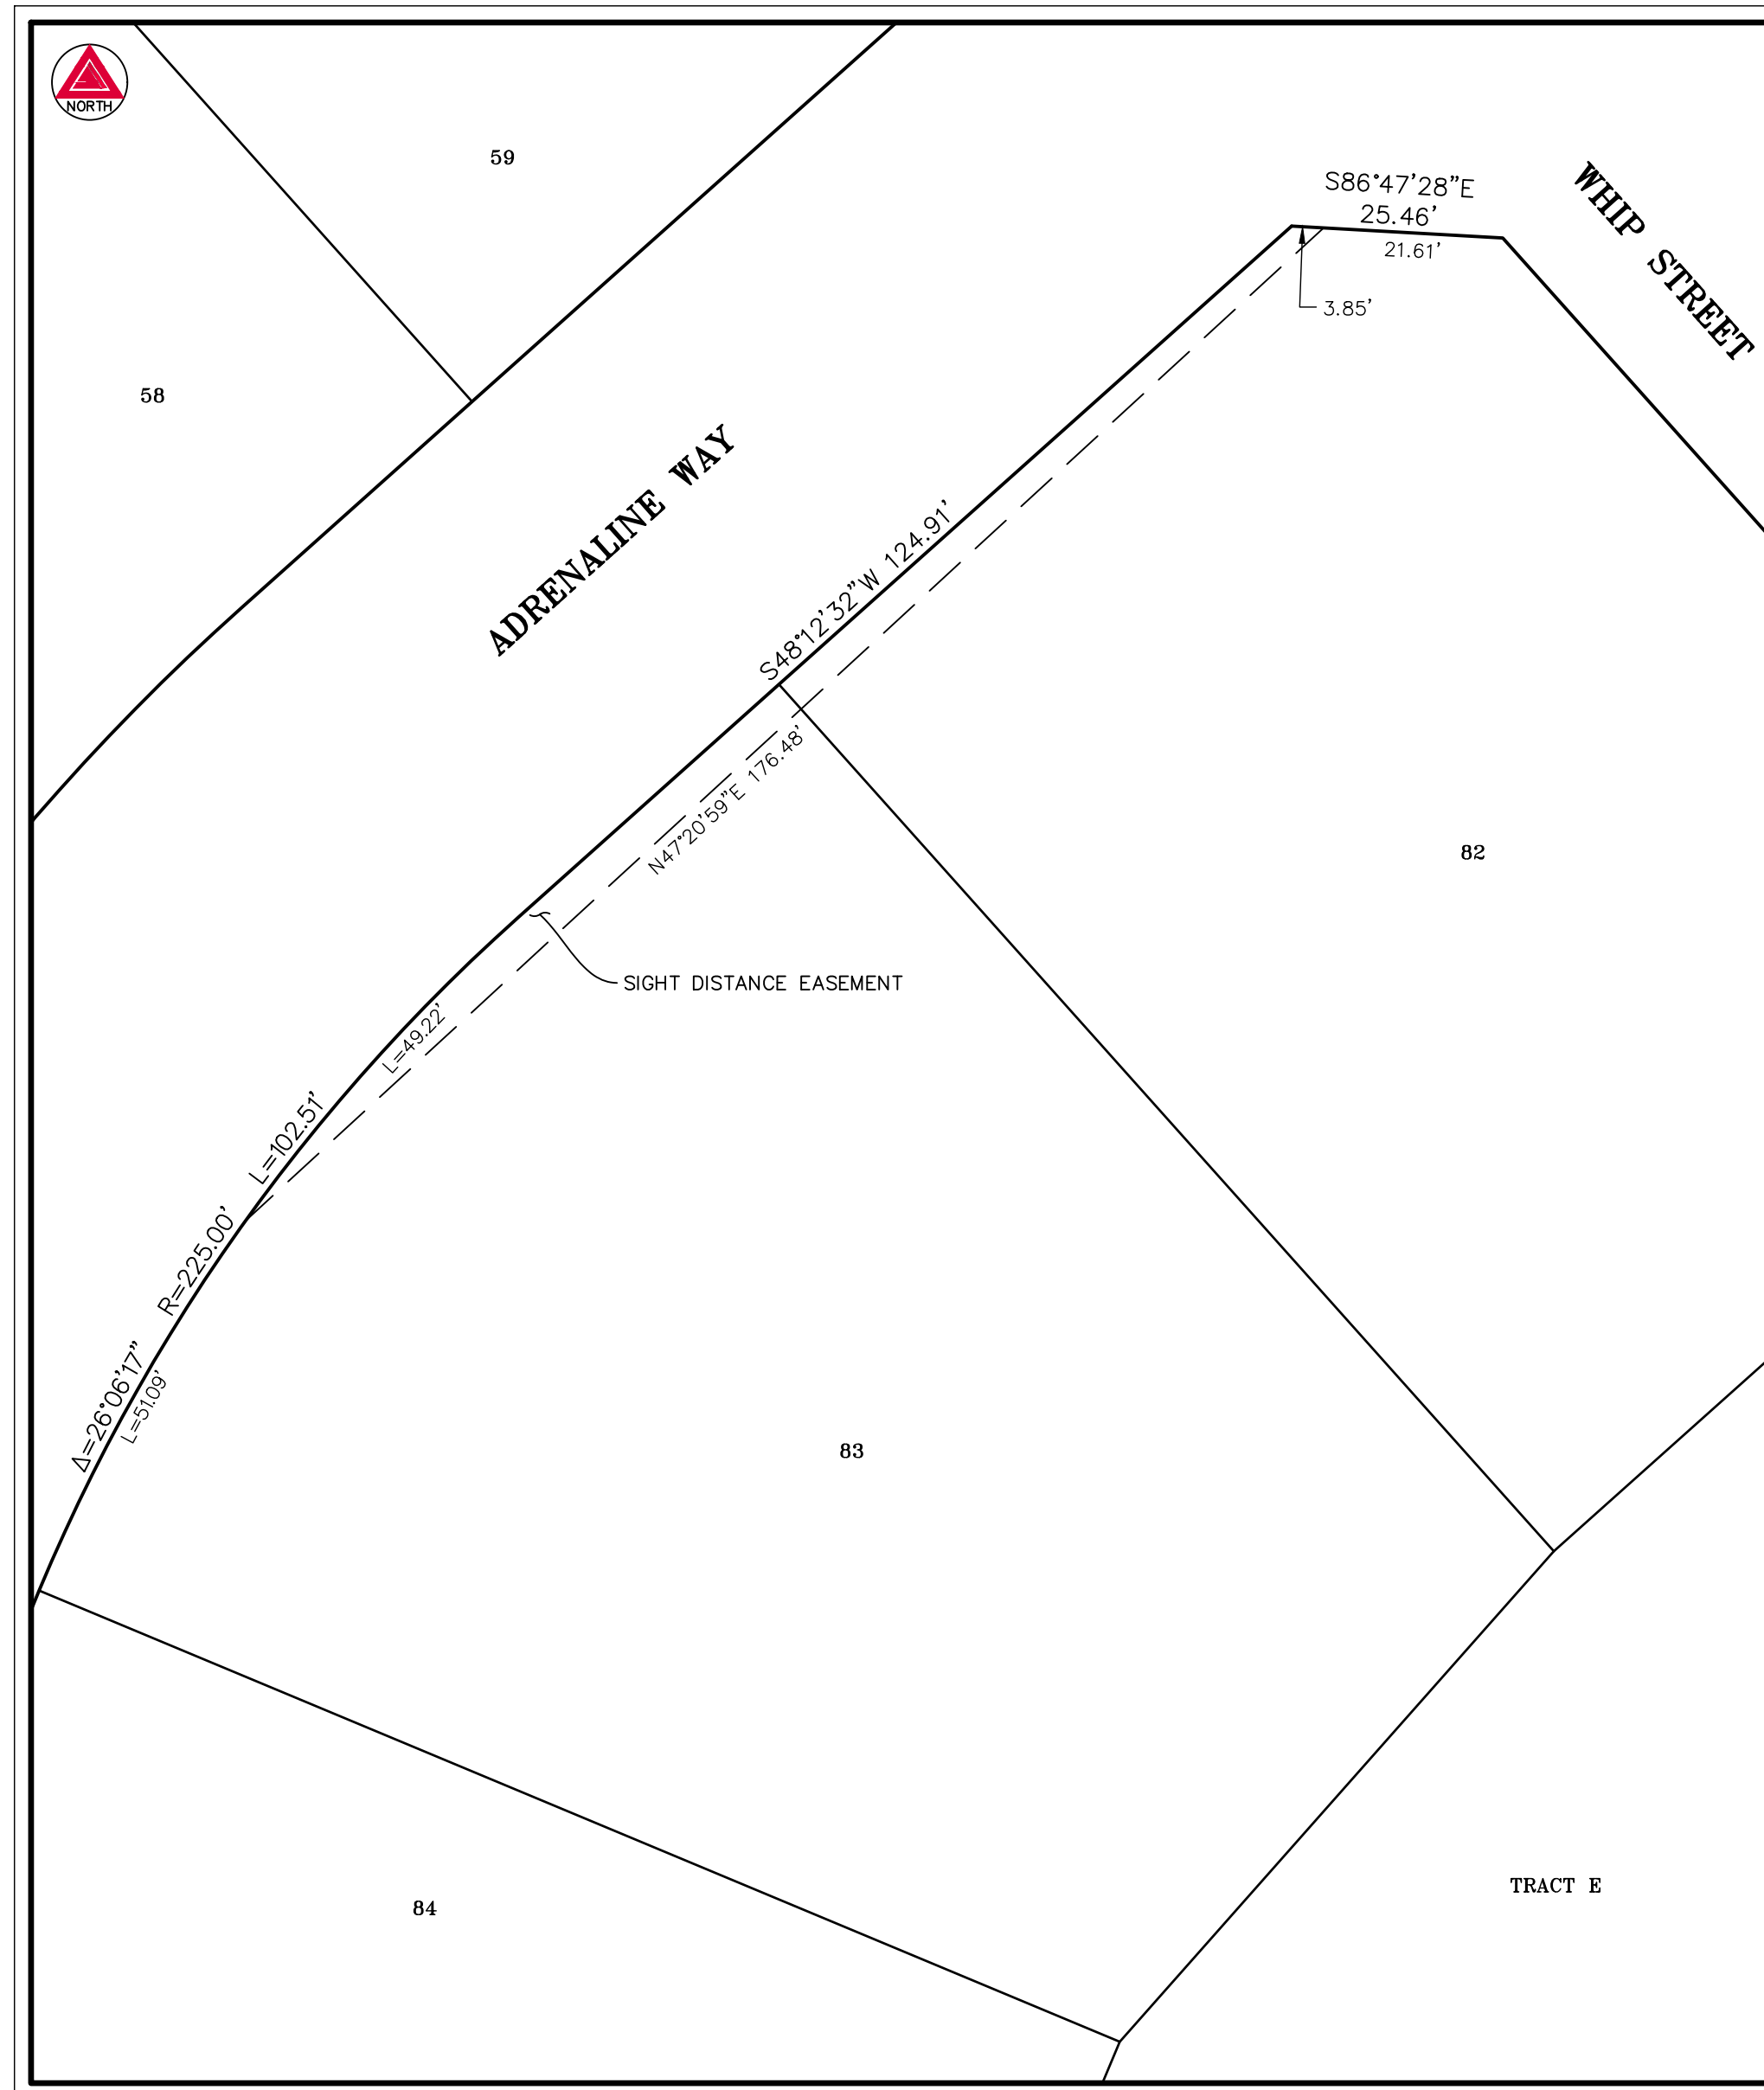 NORTH
59
58
S86°47'28"E
25.46'
21.61'
3.85'
WHIP STREET
ADRENALINE WAY
S48°12'32"W 124.91'
N47°20'59"E 176.48'
82
SIGHT DISTANCE EASEMENT
L=49.22'
Δ=26°06'17" R=225.00' L=102.51'
L=51.09'
83
84
TRACT E